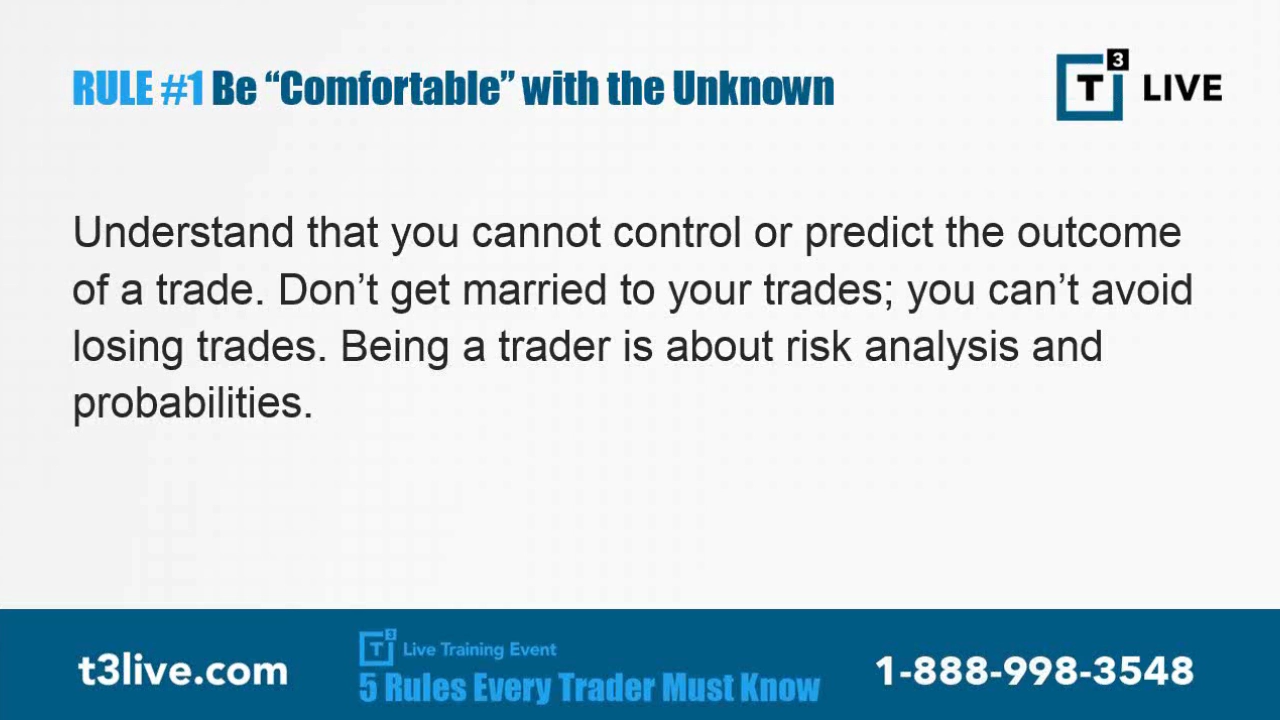 RULE #1 Be “Comfortable” with the Unknown
T3 LIVE
Understand that you cannot control or predict the outcome
of a trade. Don’t get married to your trades; you can’t avoid
losing trades. Being a trader is about risk analysis and
probabilities.
t3live.com
T3 Live Training Event
5 Rules Every Trader Must Know
1-888-998-3548